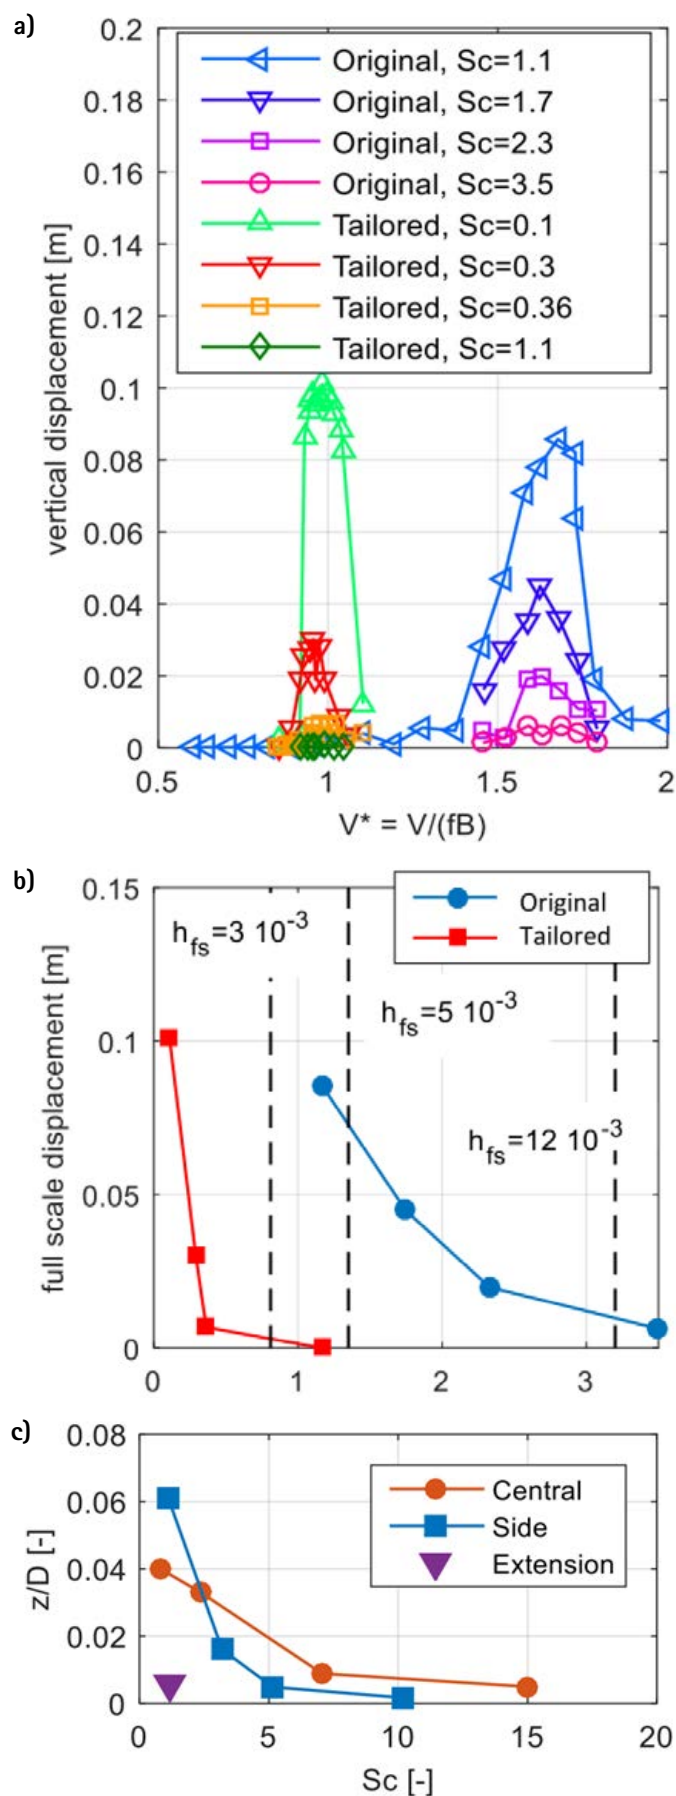 a)
0.2
0.18
0.16
0.14
0.12
0.1
0.08
0.06
0.04
0.02
0
vertical displacement [m]
Original, Sc=1.1
Original, Sc=1.7
Original, Sc=2.3
Original, Sc=3.5
Tailored, Sc=0.1
Tailored, Sc=0.3
Tailored, Sc=0.36
Tailored, Sc=1.1
0.5 1 1.5 2
V* = V/(fB)
b)
0.15
0.1
0.05
0
full scale displacement [m]
Original
Tailored
hfs=3 10-3
hfs=5 10-3
hfs=12 10-3
0 1 2 3
c)
0.08
0.06
0.04
0.02
0
z/D [-]
Central
Side
Extension
0 5 10 15 20
Sc [-]